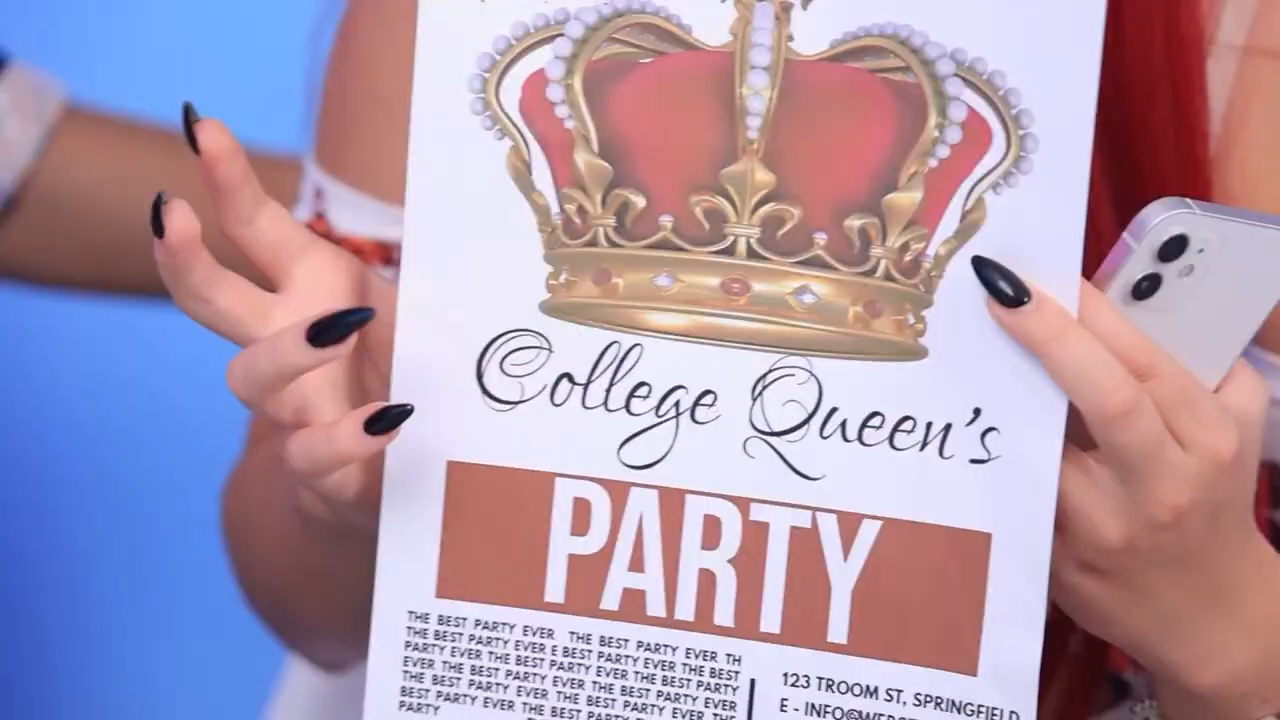 College Queen's
PARTY
THE BEST PARTY EVER THE BEST PARTY EVER TH
THE BEST PARTY EVER E BEST PARTY EVER THE BEST
PARTY EVER THE BEST PARTY EVER THE BEST PARTY
EVER THE BEST PARTY EVER THE BEST PARTY EVER
THE BEST PARTY EVER THE BEST PARTY EVER THE
BEST PARTY EVER THE BEST PARTY EVER THE BEST
PARTY
123 TROOM ST, SPRINGFIELD